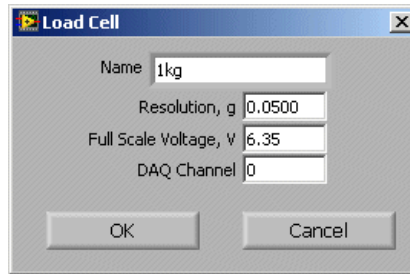 Load Cell
Name 1kg
Resolution, g 0.0500
Full Scale Voltage, V 6.35
DAQ Channel 0
OK Cancel